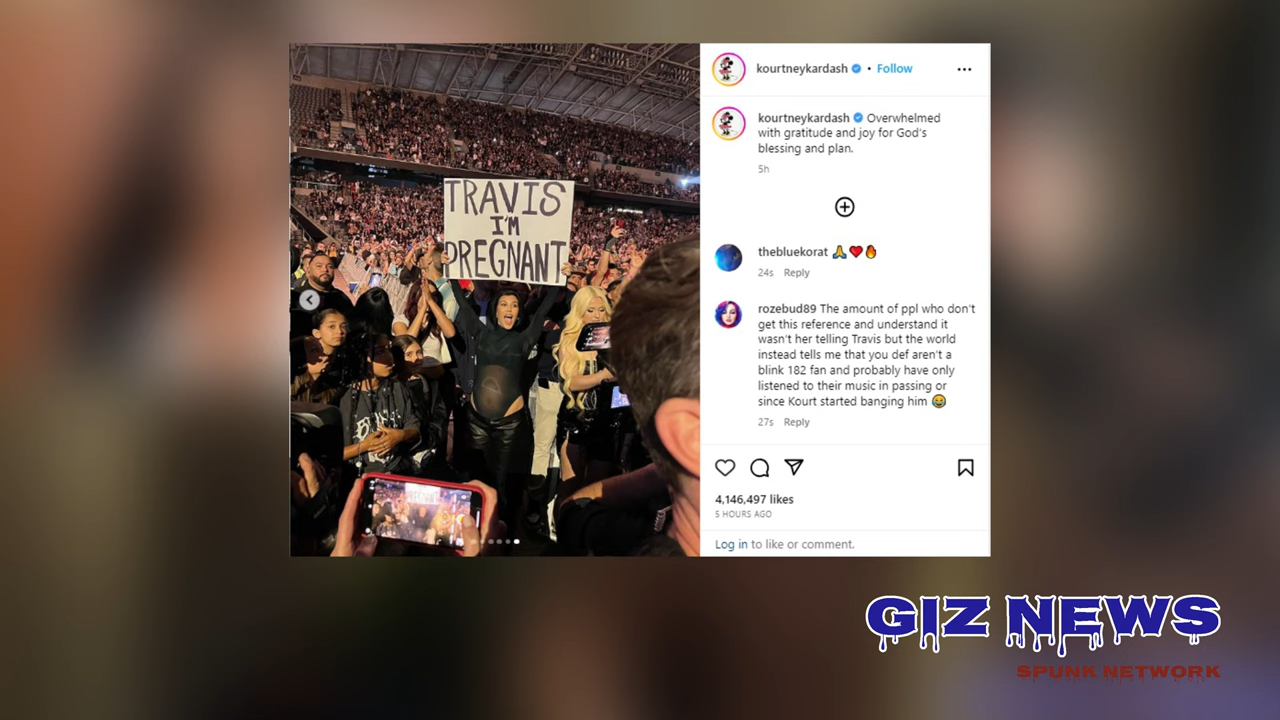 TRAVIS
I'M
PREGNANT
kourtneykardash • Follow
kourtneykardash Overwhelmed
with gratitude and joy for God's
blessing and plan.
5h
thebluekorat 🙏❤️🔥
24s Reply
rozebud89 The amount of ppl who don't
get this reference and understand it
wasn't her telling Travis but the world
instead tells me that you def aren't a
blink 182 fan and probably have only
listened to their music in passing or
since Kourt started banging him 😂
27s Reply
4,146,497 likes
5 HOURS AGO
Log in to like or comment.
GIZ NEWS
SPUNK NETWORK